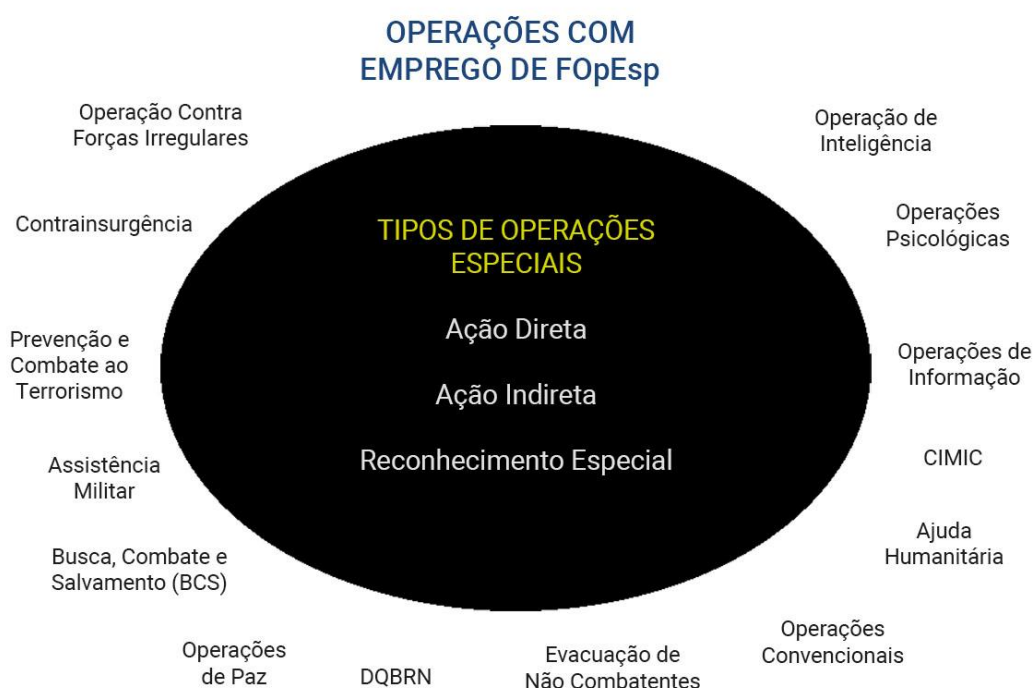 OPERAÇÕES COM
EMPREGO DE FOpEsp
Operação Contra
Forças Irregulares
Contrainsurgência
Prevenção e
Combate ao
Terrorismo
Assistência
Militar
Busca, Combate e
Salvamento (BCS)
Operações
de Paz
DQBRN
Evacuação de
Não Combatentes
Operações
Convencionais
Ajuda
Humanitária
CIMIC
Operações de
Informação
Operações
Psicológicas
Operação de
Inteligência
TIPOS DE OPERAÇÕES
ESPECIAIS
Ação Direta
Ação Indireta
Reconhecimento Especial